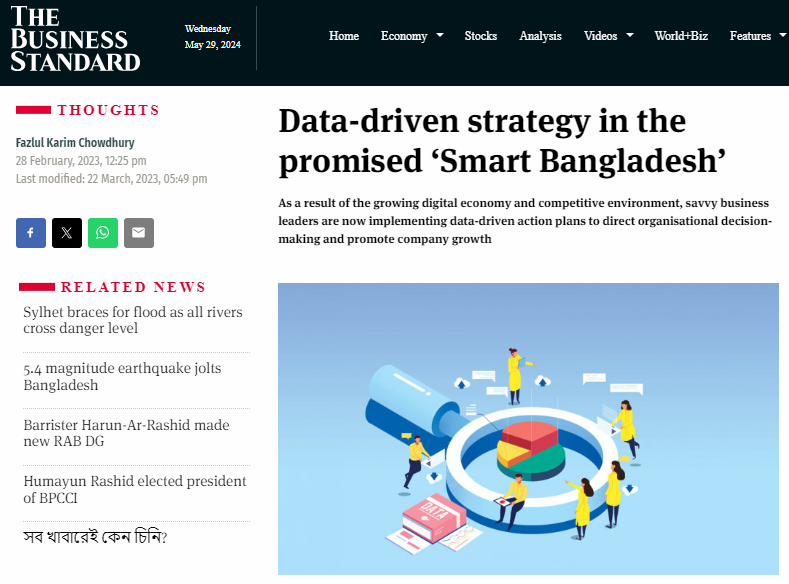 THE
BUSINESS
STANDARD
Wednesday
May 29, 2024
Home Economy Stocks Analysis Videos World+Biz Features
THOUGHTS
Fazlul Karim Chowdhury
28 February, 2023, 12:25 pm
Last modified: 22 March, 2023, 05:49 pm
RELATED NEWS
Sylhet braces for flood as all rivers
cross danger level
5.4 magnitude earthquake jolts
Bangladesh
Barrister Harun-Ar-Rashid made
new RAB DG
Humayun Rashid elected president
of BPCCI
সব খাবারেই কেন চিনি?
Data-driven strategy in the
promised ‘Smart Bangladesh’
As a result of the growing digital economy and competitive environment, savvy business
leaders are now implementing data-driven action plans to direct organisational decision-
making and promote company growth
DATA